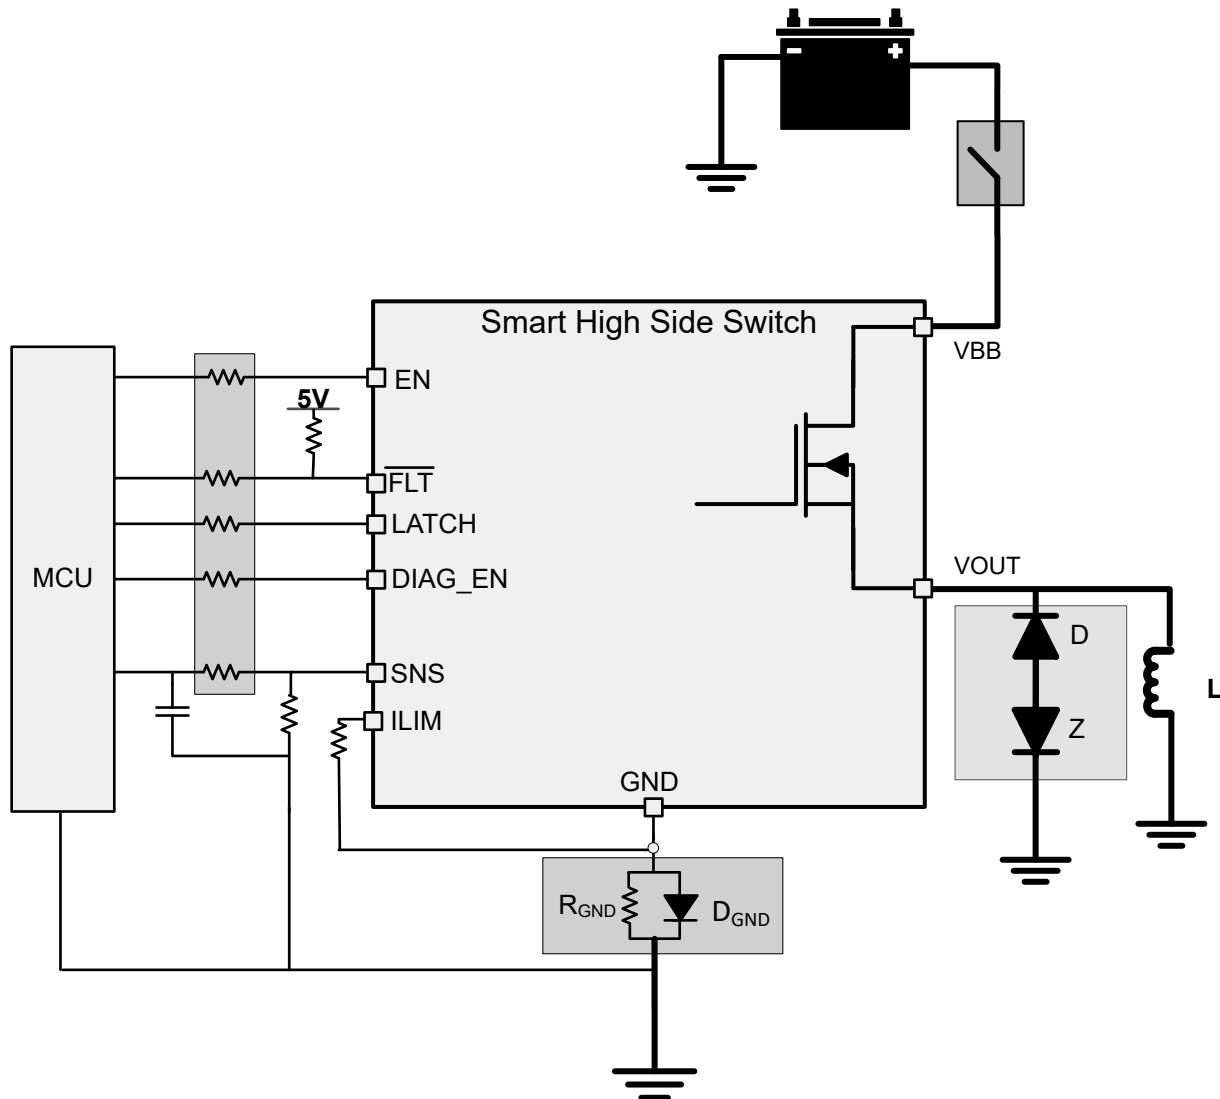 - +
Smart High Side Switch
VBB
EN
5V
FLT
LATCH
MCU
DIAG_EN
VOUT
D
SNS
L
ILIM
Z
GND
RGND
DGND